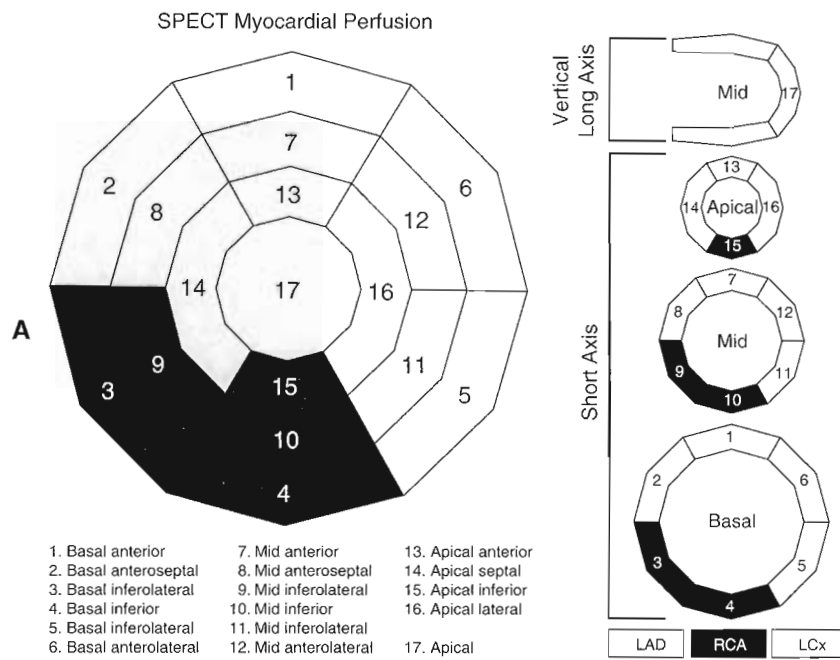 SPECT Myocardial Perfusion
1
7
13
2
8
6
12
14
17
16
A
9
3
15
11
5
10
4
1. Basal anterior
2. Basal anteroseptal
3. Basal inferolateral
4. Basal inferior
5. Basal inferolateral
6. Basal anterolateral
7. Mid anterior
8. Mid anteroseptal
9. Mid inferolateral
10. Mid inferior
11. Mid inferolateral
12. Mid anterolateral
13. Apical anterior
14. Apical septal
15. Apical inferior
16. Apical lateral
17. Apical
Vertical
Long Axis
Mid
17
Short Axis
13
14 Apical 16
15
7
8 12
Mid
9 11
10
1
2 6
Basal
3 5
4
LAD RCA LCx